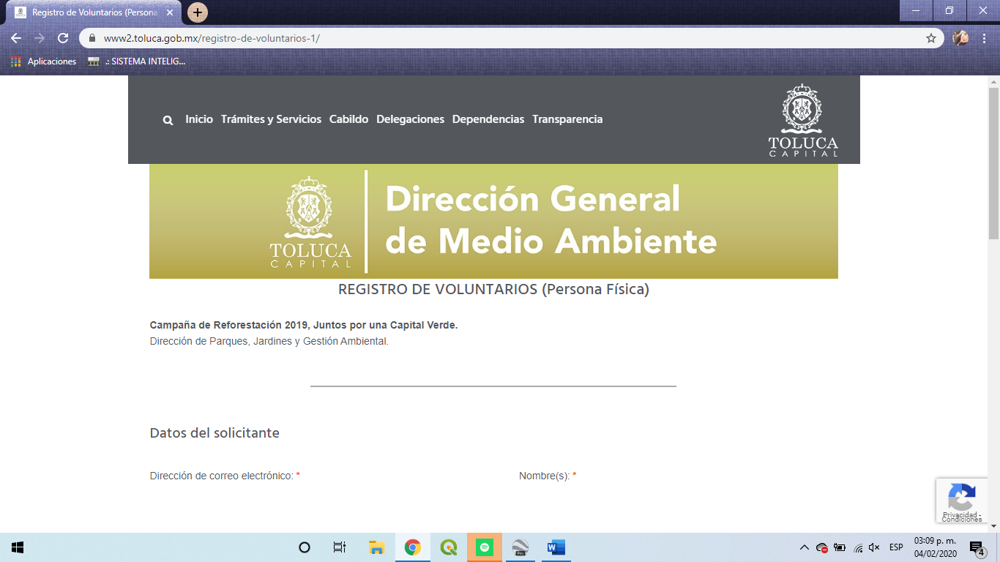 Registro de Voluntarios (Persona
www2.toluca.gob.mx/registro-de-voluntarios-1/
Aplicaciones
.: SISTEMA INTELIG...
Inicio Trámites y Servicios Cabildo Delegaciones Dependencias Transparencia
TOLUCA
CAPITAL
TOLUCA
CAPITAL
Dirección General
de Medio Ambiente
REGISTRO DE VOLUNTARIOS (Persona Física)
Campaña de Reforestación 2019, Juntos por una Capital Verde.
Dirección de Parques, Jardines y Gestión Ambiental.
Datos del solicitante
Dirección de correo electrónico: *
Nombre(s): *
Privacidad -
Condiciones
Pro
W
ESP
03:09 p. m.
04/02/2020
4